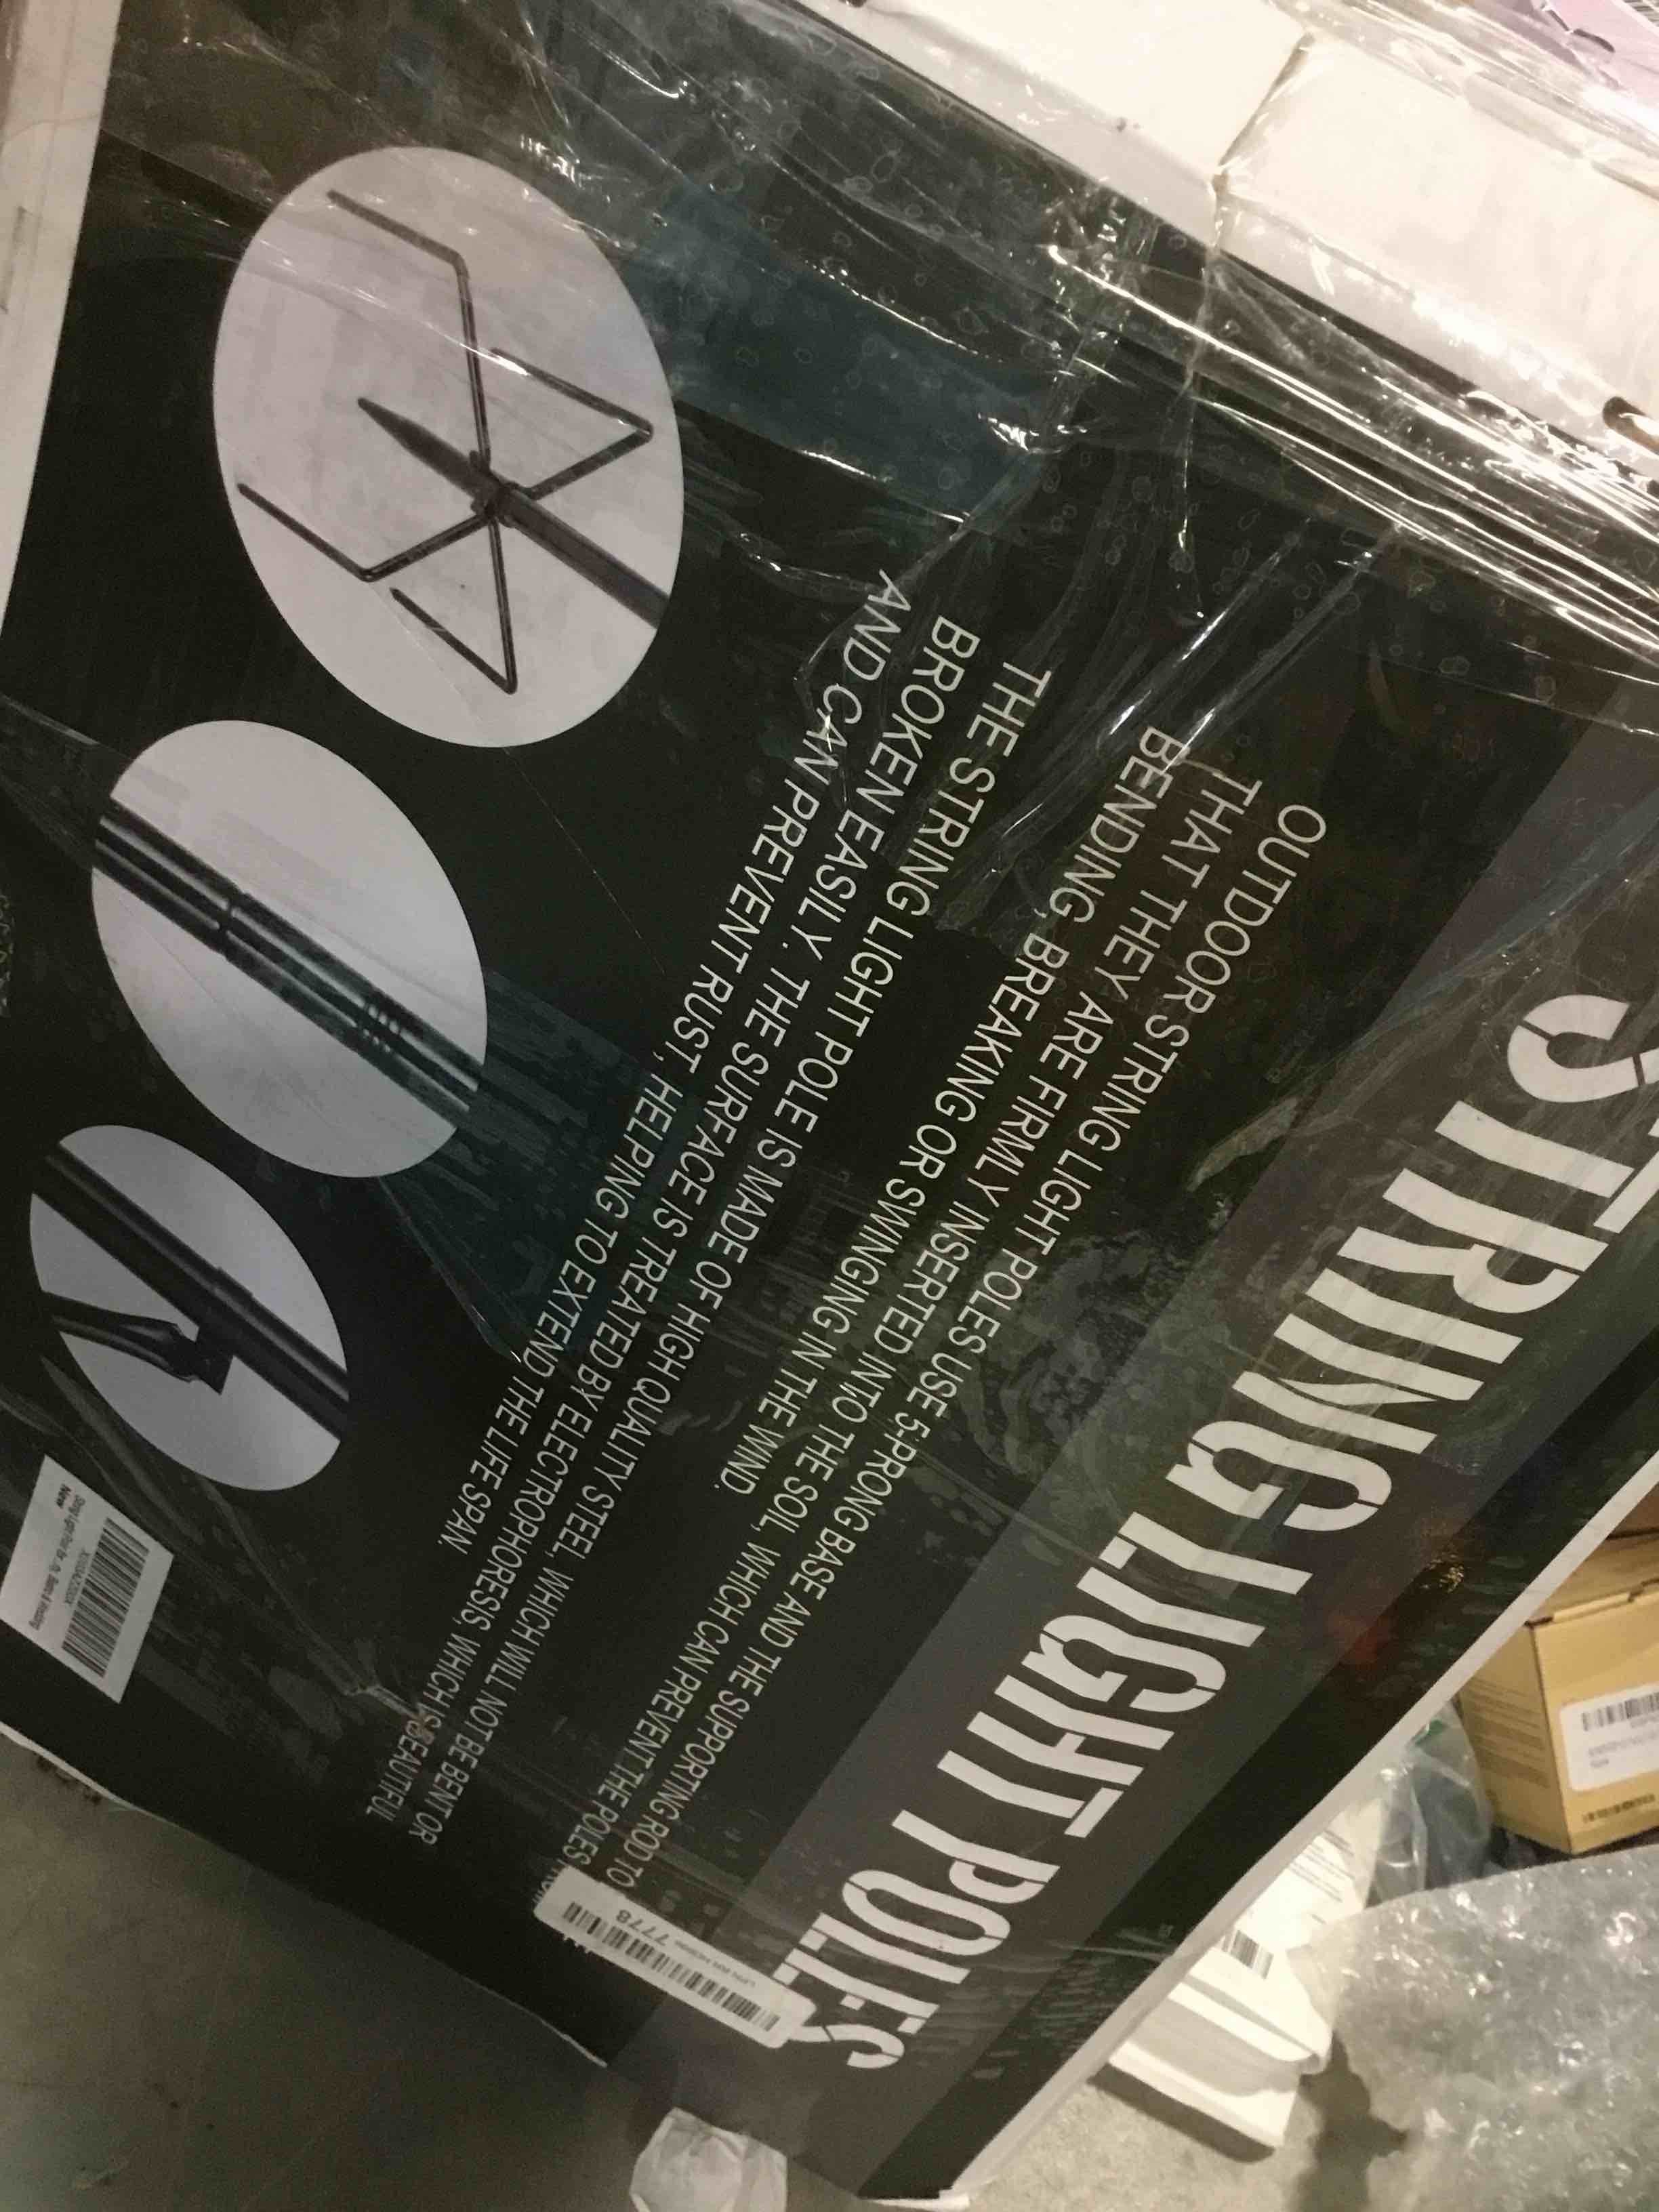 STRING LIGHT POLES
OUTDOOR STRING LIGHT POLES USE 5-PRONG BASE AND THE SUPPORTING ROD TO
THAT THEY ARE FIRMLY INSERTED INTO THE SOIL, WHICH CAN PREVENT THE POLES
BENDING, BREAKING OR SWINGING IN THE WIND.
THE STRING LIGHT POLE IS MADE OF HIGH QUALITY STEEL, WHICH WILL NOT BE BENT OR
BROKEN EASILY. THE SURFACE IS TREATED BY ELECTROPHORESIS, WHICH IS BEAUTIFUL
AND CAN PREVENT RUST, HELPING TO EXTEND THE LIFE SPAN.
7778
New